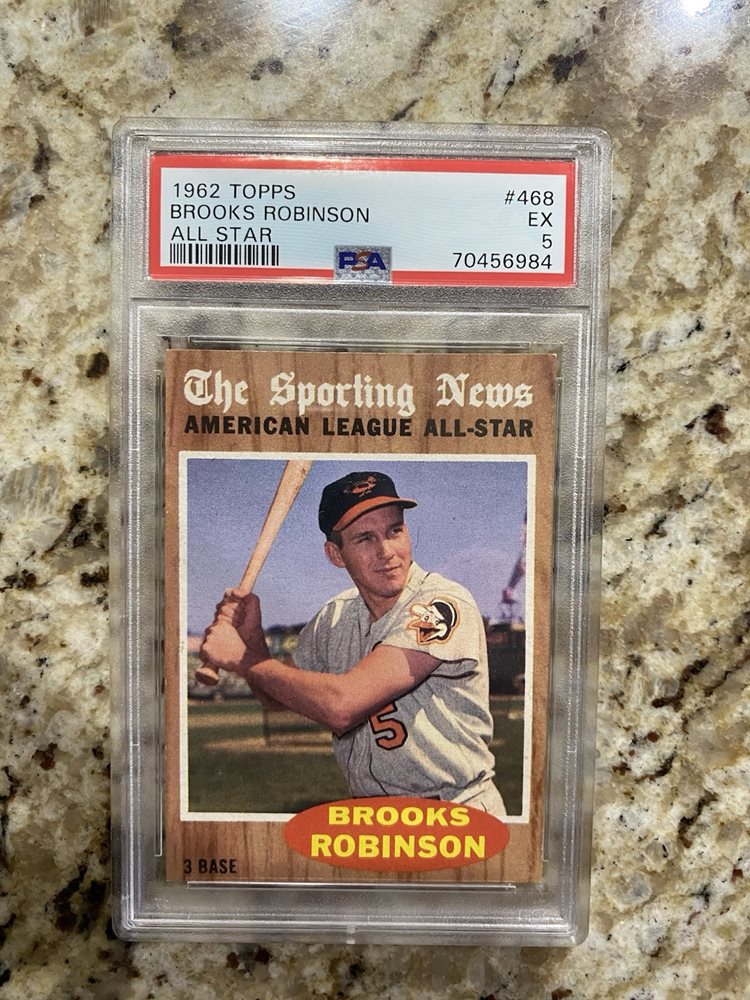 1962 TOPPS #468
BROOKS ROBINSON EX
ALL STAR 5
PSA 70456984
The Sporting News
AMERICAN LEAGUE ALL-STAR
5
BROOKS
ROBINSON
3 BASE